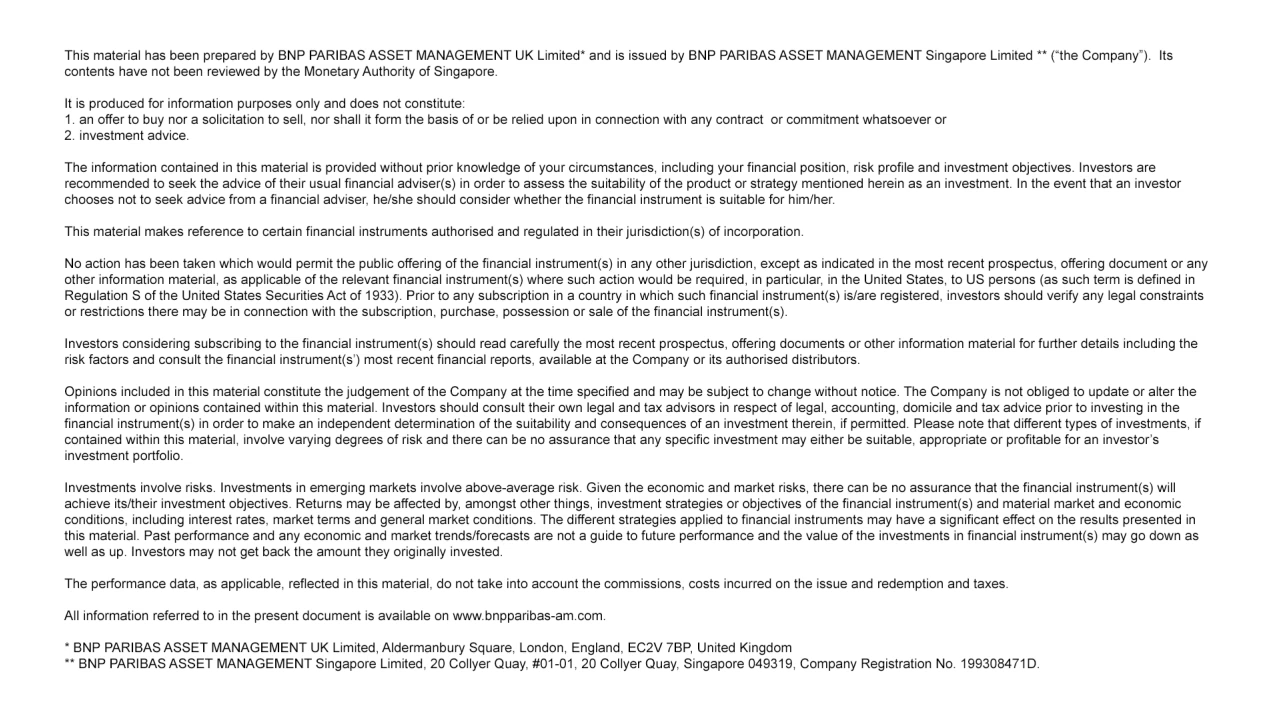 This material has been prepared by BNP PARIBAS ASSET MANAGEMENT UK Limited* and is issued by BNP PARIBAS ASSET MANAGEMENT Singapore Limited ** (“the Company”).  Its
contents have not been reviewed by the Monetary Authority of Singapore.
It is produced for information purposes only and does not constitute:
1. an offer to buy nor a solicitation to sell, nor shall it form the basis of or be relied upon in connection with any contract  or commitment whatsoever or
2. investment advice.
The information contained in this material is provided without prior knowledge of your circumstances, including your financial position, risk profile and investment objectives. Investors are
recommended to seek the advice of their usual financial adviser(s) in order to assess the suitability of the product or strategy mentioned herein as an investment. In the event that an investor
chooses not to seek advice from a financial adviser, he/she should consider whether the financial instrument is suitable for him/her.
This material makes reference to certain financial instruments authorised and regulated in their jurisdiction(s) of incorporation.
No action has been taken which would permit the public offering of the financial instrument(s) in any other jurisdiction, except as indicated in the most recent prospectus, offering document or any
other information material, as applicable of the relevant financial instrument(s) where such action would be required, in particular, in the United States, to US persons (as such term is defined in
Regulation S of the United States Securities Act of 1933). Prior to any subscription in a country in which such financial instrument(s) is/are registered, investors should verify any legal constraints
or restrictions there may be in connection with the subscription, purchase, possession or sale of the financial instrument(s).
Investors considering subscribing to the financial instrument(s) should read carefully the most recent prospectus, offering documents or other information material for further details including the
risk factors and consult the financial instrument(s’) most recent financial reports, available at the Company or its authorised distributors.
Opinions included in this material constitute the judgement of the Company at the time specified and may be subject to change without notice. The Company is not obliged to update or alter the
information or opinions contained within this material. Investors should consult their own legal and tax advisors in respect of legal, accounting, domicile and tax advice prior to investing in the
financial instrument(s) in order to make an independent determination of the suitability and consequences of an investment therein, if permitted. Please note that different types of investments, if
contained within this material, involve varying degrees of risk and there can be no assurance that any specific investment may either be suitable, appropriate or profitable for an investor’s
investment portfolio.
Investments involve risks. Investments in emerging markets involve above-average risk. Given the economic and market risks, there can be no assurance that the financial instrument(s) will
achieve its/their investment objectives. Returns may be affected by, amongst other things, investment strategies or objectives of the financial instrument(s) and material market and economic
conditions, including interest rates, market terms and general market conditions. The different strategies applied to financial instruments may have a significant effect on the results presented in
this material. Past performance and any economic and market trends/forecasts are not a guide to future performance and the value of the investments in financial instrument(s) may go down as
well as up. Investors may not get back the amount they originally invested.
The performance data, as applicable, reflected in this material, do not take into account the commissions, costs incurred on the issue and redemption and taxes.
All information referred to in the present document is available on www.bnpparibas-am.com.
* BNP PARIBAS ASSET MANAGEMENT UK Limited, Aldermanbury Square, London, England, EC2V 7BP, United Kingdom
** BNP PARIBAS ASSET MANAGEMENT Singapore Limited, 20 Collyer Quay, #01-01, 20 Collyer Quay, Singapore 049319, Company Registration No. 199308471D.